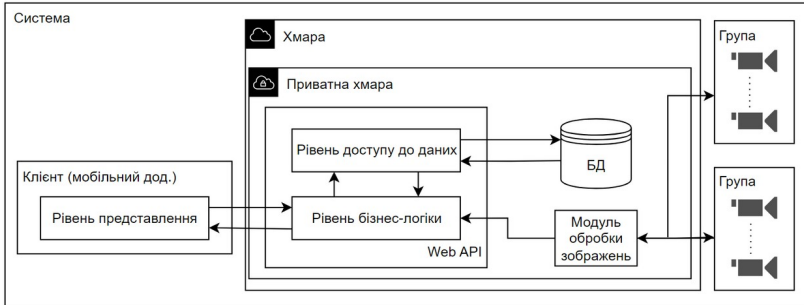 Система
Хмара
Група
Приватна хмара
Рівень доступу до даних
БД
Клієнт (мобільний дод.)
Рівень представлення
Рівень бізнес-логіки
Web API
Модуль
обробки
зображень
Група